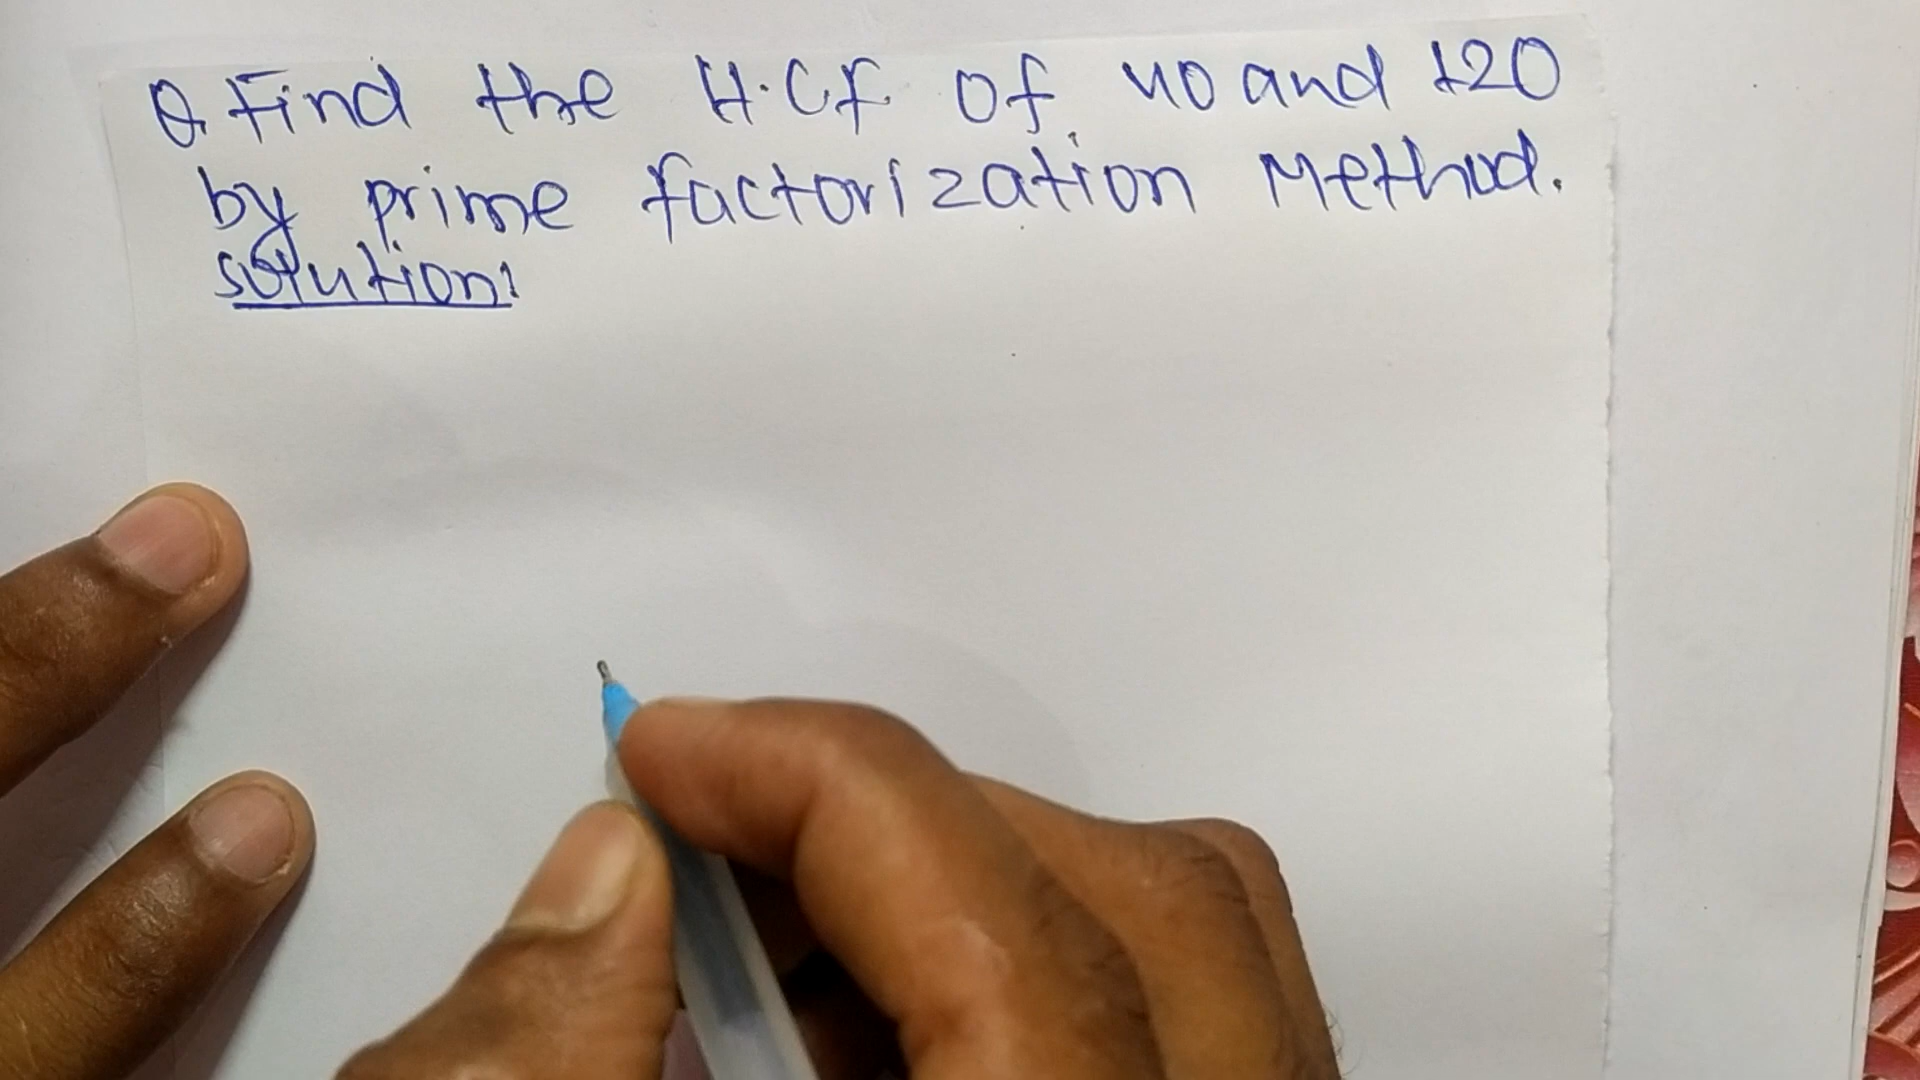 Q. Find the H.C.F of 40 and 120
by prime factorization Method.
solution: